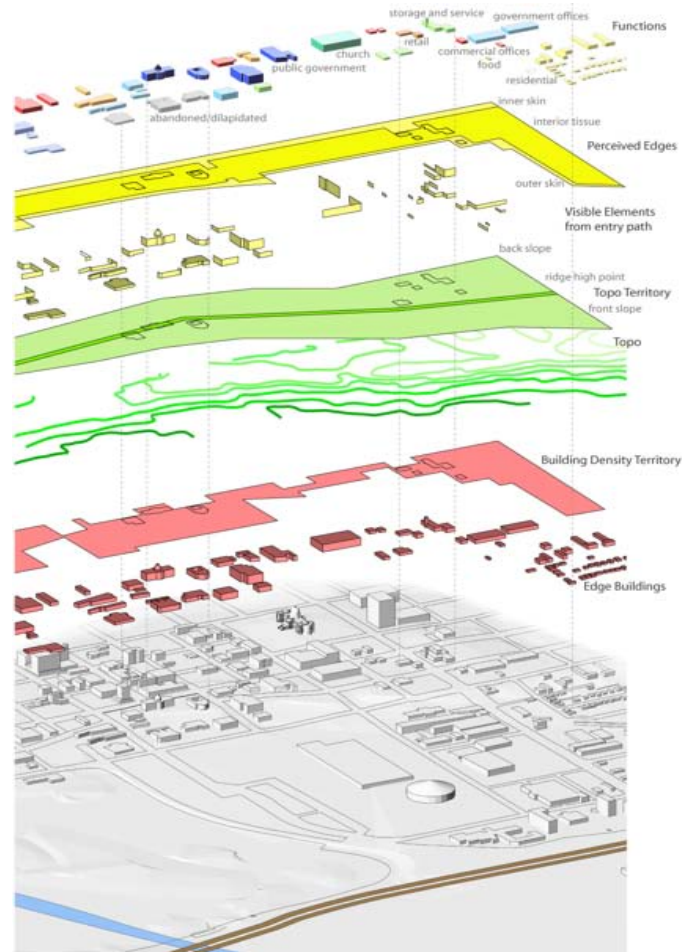 storage and service
government offices
Functions
retail
church
commercial offices
public government
food
residential
abandoned/dilapidated
inner skin
interior tissue
Perceived Edges
outer skin
Visible Elements
from entry path
back slope
ridge high point
Topo Territory
front slope
Topo
Building Density Territory
Edge Buildings